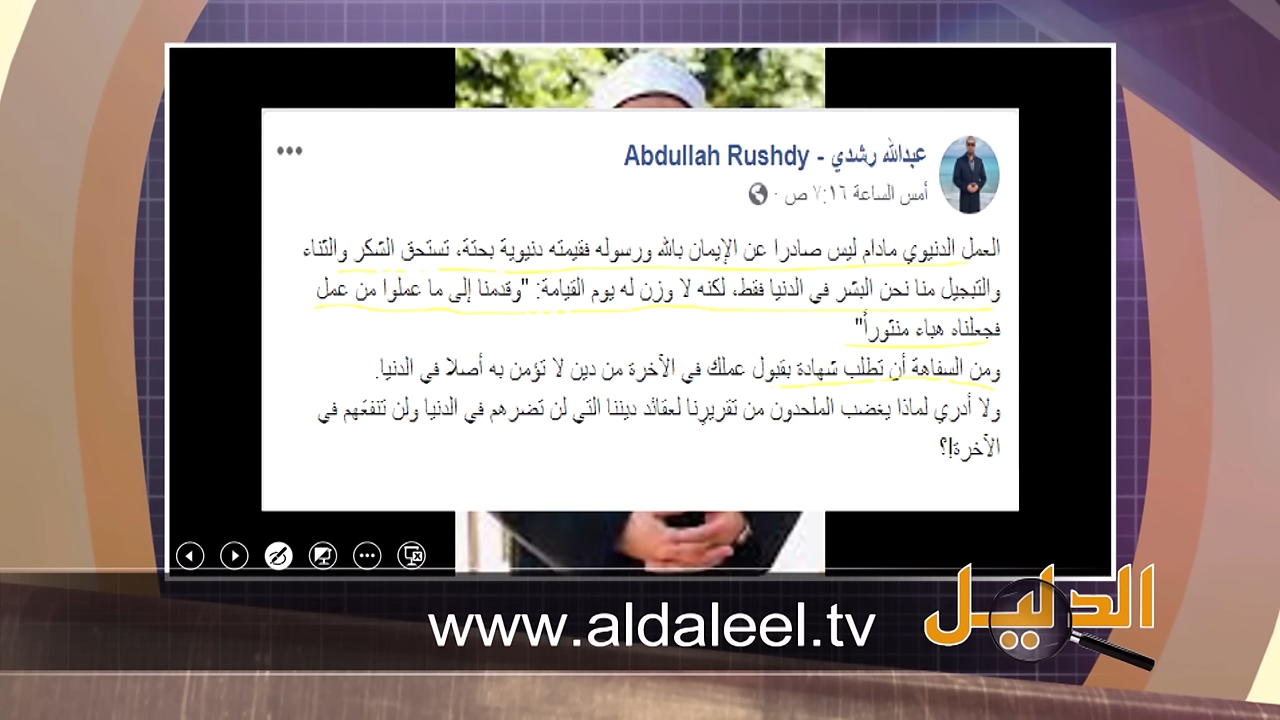 عبدالله رشدي - Abdullah Rushdy
أمس الساعة ٧:١٦ ص ·
العمل الدنيوي مادام ليس صادرا عن الإيمان بالله ورسوله فقيمته دنيوية بحتة، تستحق الشكر والثناء
والتبجيل منا نحن البشر في الدنيا فقط، لكنه لا وزن له يوم القيامة: "وقدمنا إلى ما عملوا من عمل
فجعلناه هباء منثوراً"
ومن السفاهة أن تطلب شهادة بقبول عملك في الآخرة من دين لا تؤمن به أصلا في الدنيا.
ولا أدري لماذا يغضب الملحدون من تقريرِنا لعقائد ديننا التي لن تضرهم في الدنيا ولن تنفعَهم في
الآخرة!؟
الدليل
www.aldaleel.tv